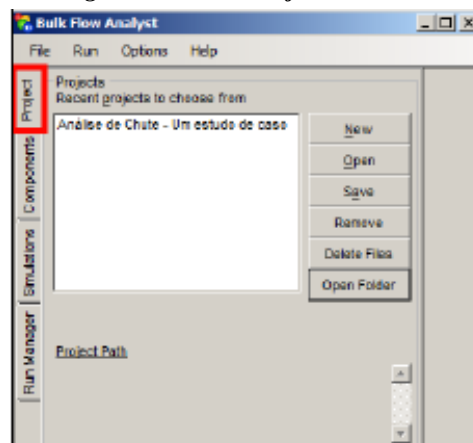 Bulk Flow Analyst
File Run Options Help
Project
Components
Simulations
Run Manager
Projects
Recent projects to choose from
Análise de Chute - Um estudo de caso
New
Open
Save
Remove
Delete Files
Open Folder
Project Path